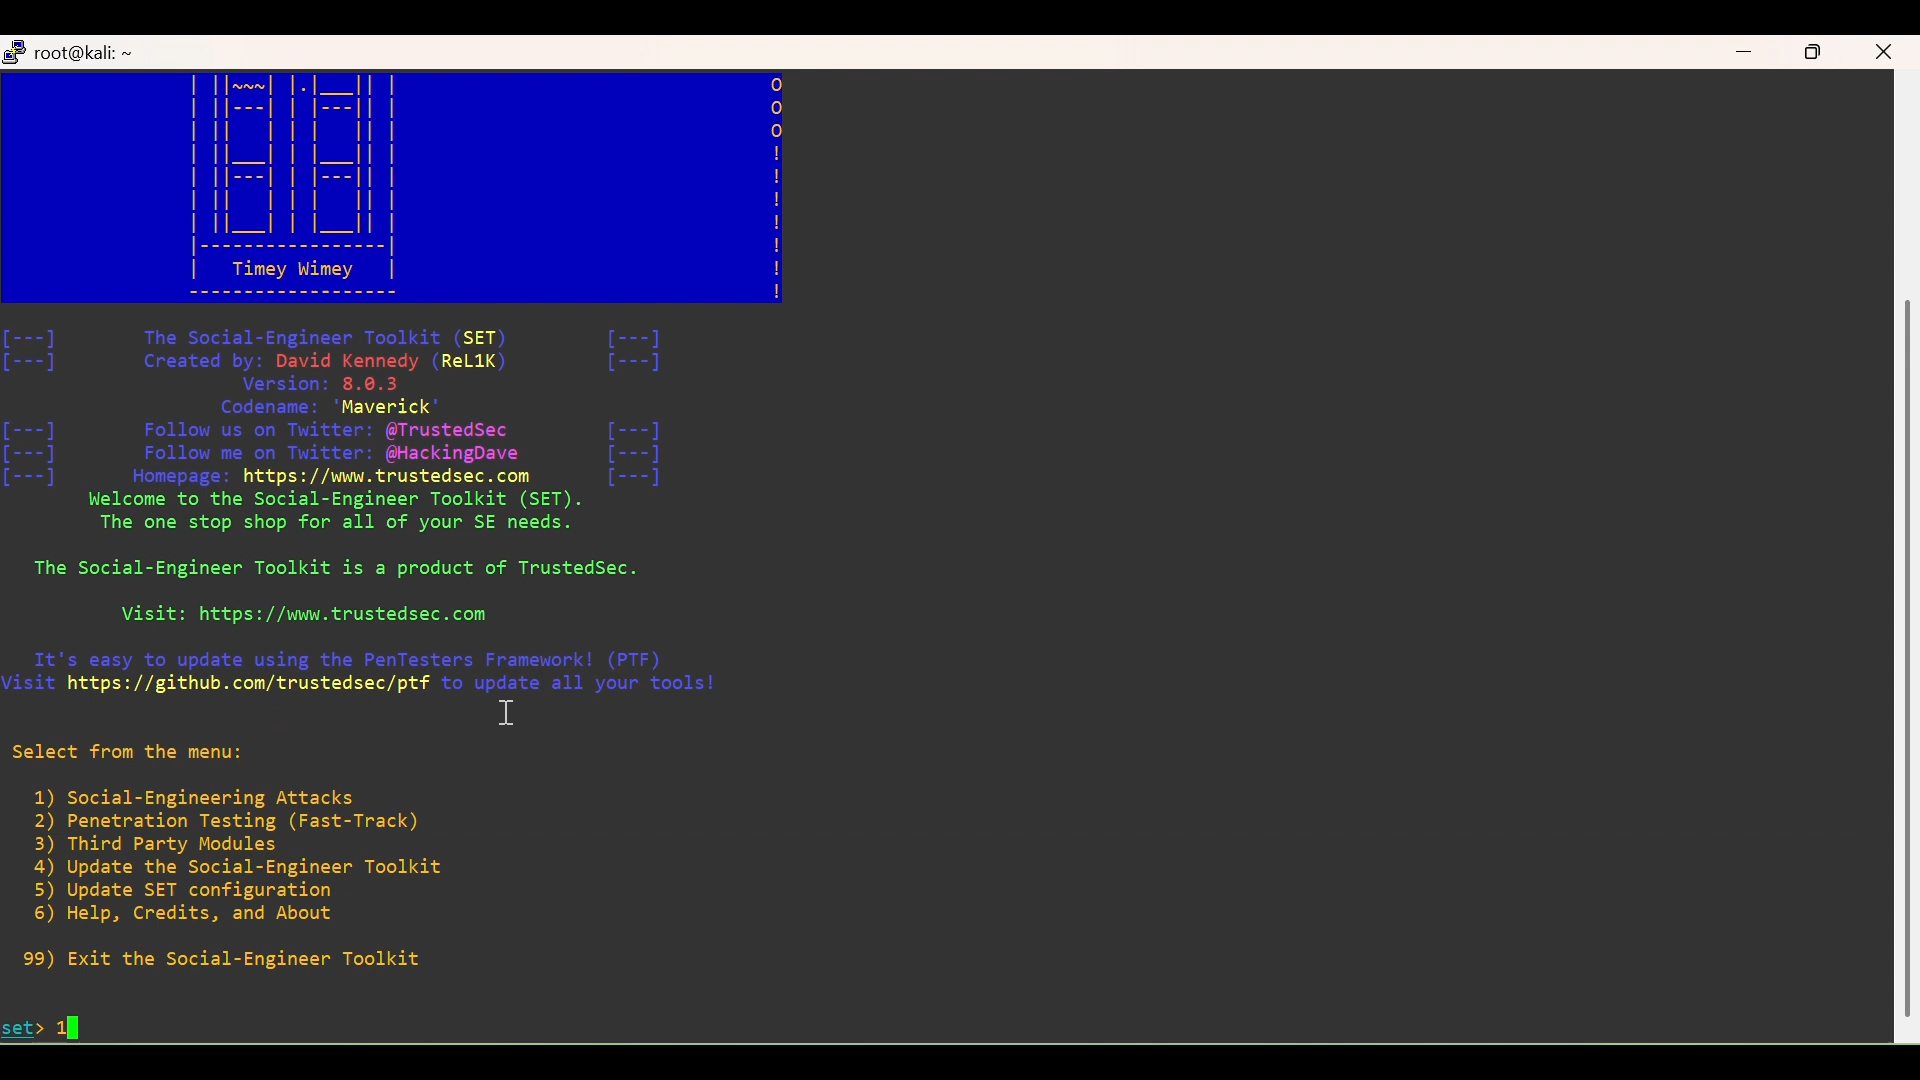 root@kali: ~
| ||~~~| |.|___|| | O
| ||---| | |---|| | O
| || | | | || | O
| ||___| | |___|| | !
| ||---| | |---|| | !
| || | | | || | !
| ||___| | |___|| | !
|-----------------| !
| Timey Wimey | !
------------------- !
[---] The Social-Engineer Toolkit (SET) [---]
[---] Created by: David Kennedy (ReL1K) [---]
Version: 8.0.3
Codename: 'Maverick'
[---] Follow us on Twitter: @TrustedSec [---]
[---] Follow me on Twitter: @HackingDave [---]
[---] Homepage: https://www.trustedsec.com [---]
Welcome to the Social-Engineer Toolkit (SET).
The one stop shop for all of your SE needs.
The Social-Engineer Toolkit is a product of TrustedSec.
Visit: https://www.trustedsec.com
It's easy to update using the PenTesters Framework! (PTF)
Visit https://github.com/trustedsec/ptf to update all your tools!
Select from the menu:
1) Social-Engineering Attacks
2) Penetration Testing (Fast-Track)
3) Third Party Modules
4) Update the Social-Engineer Toolkit
5) Update SET configuration
6) Help, Credits, and About
99) Exit the Social-Engineer Toolkit
set> 1